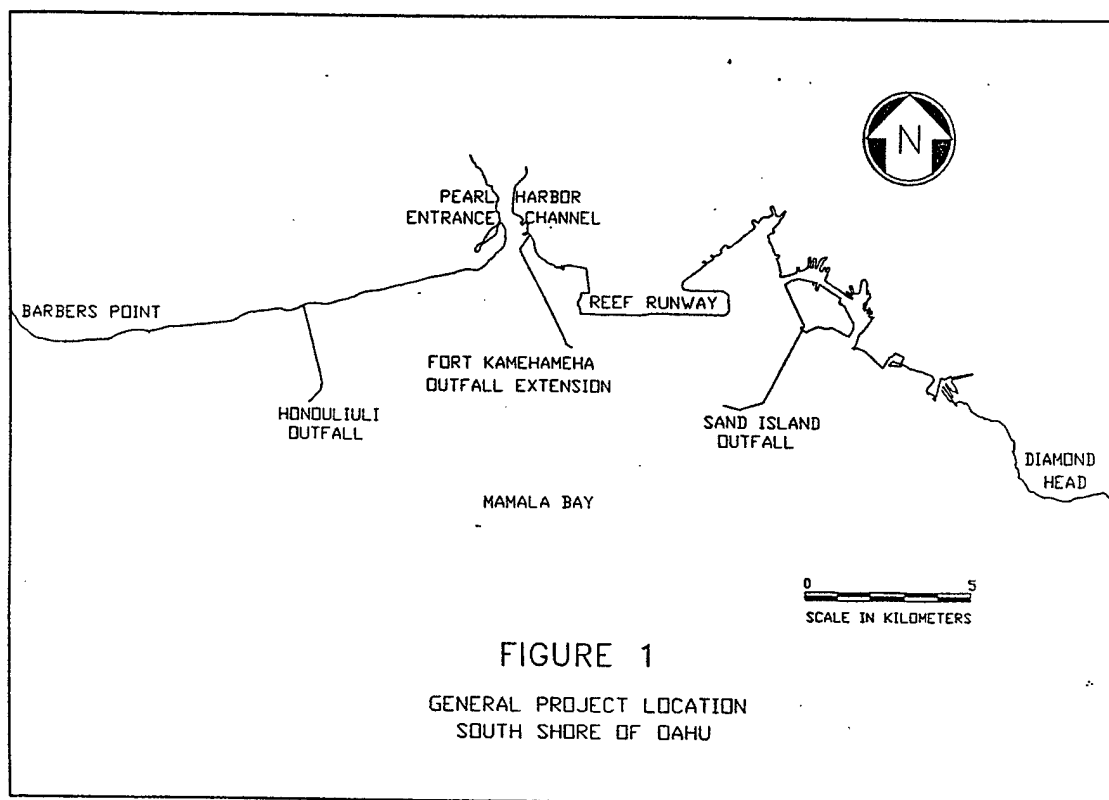 N
PEARL HARBOR
ENTRANCE CHANNEL
BARBERS POINT
REEF RUNWAY
FORT KAMEHAMEHA
OUTFALL EXTENSION
HONOULIULI
OUTFALL
SAND ISLAND
OUTFALL
DIAMOND
HEAD
MAMALA BAY
0 5
SCALE IN KILOMETERS
FIGURE 1
GENERAL PROJECT LOCATION
SOUTH SHORE OF OAHU